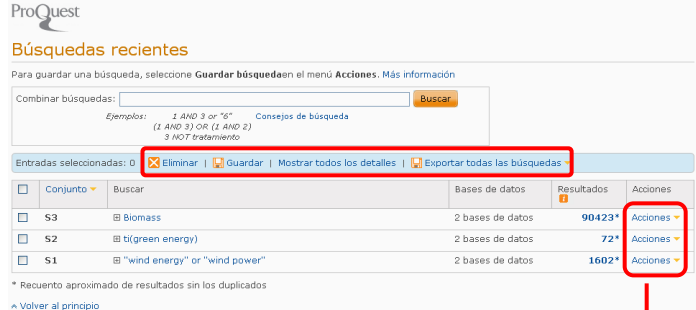 ProQuest
Búsquedas recientes
Para guardar una búsqueda, seleccione Guardar búsquedaen el menú Acciones. Más información
Combinar búsquedas: Buscar
Ejemplos: 1 AND 3 or "6" Consejos de búsqueda
(1 AND 3) OR (1 AND 2)
3 NOT tratamiento
Entradas seleccionadas: 0 Eliminar | Guardar | Mostrar todos los detalles | Exportar todas las búsquedas
Conjunto Buscar Bases de datos Resultados Acciones
S3 Biomass 2 bases de datos 90423* Acciones
S2 ti(green energy) 2 bases de datos 72* Acciones
S1 "wind energy" or "wind power" 2 bases de datos 1602* Acciones
* Recuento aproximado de resultados sin los duplicados
Volver al principio